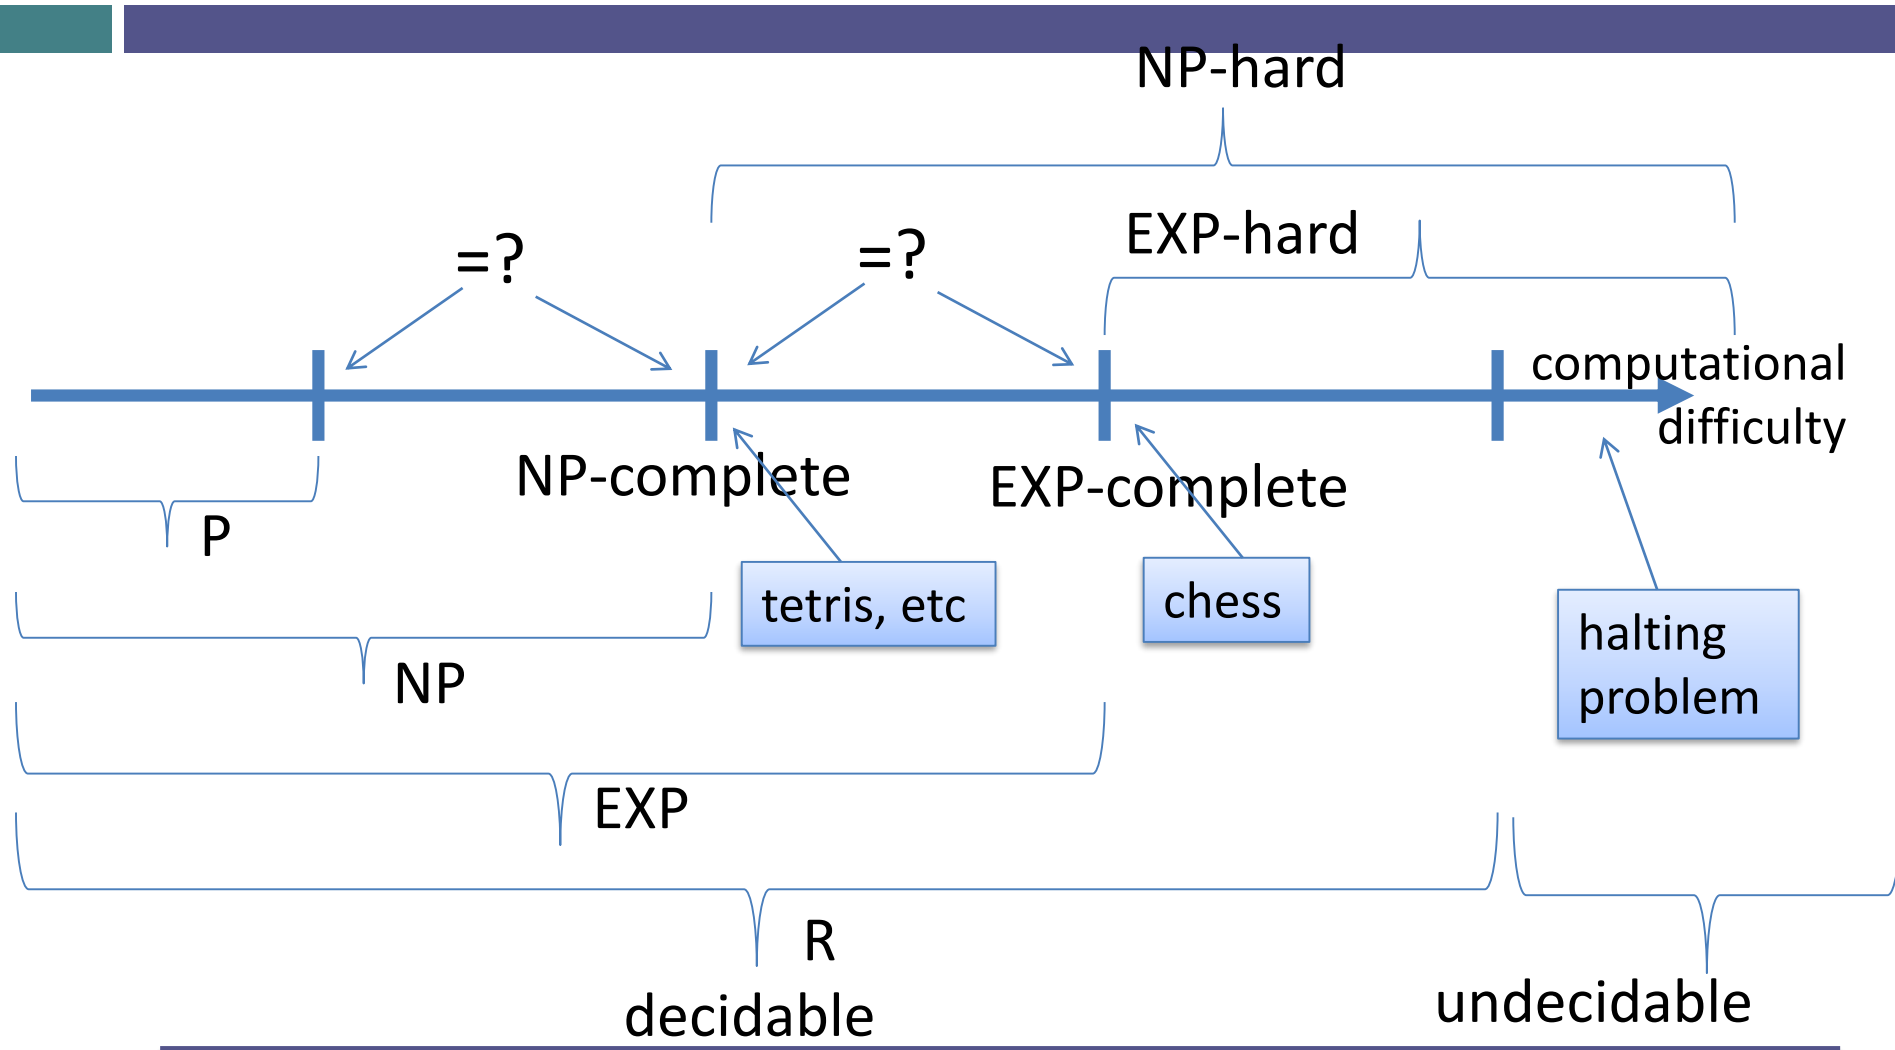 NP-hard
EXP-hard
=?
=?
computational
difficulty
NP-complete
EXP-complete
P
tetris, etc
chess
halting
problem
NP
EXP
R
decidable
undecidable